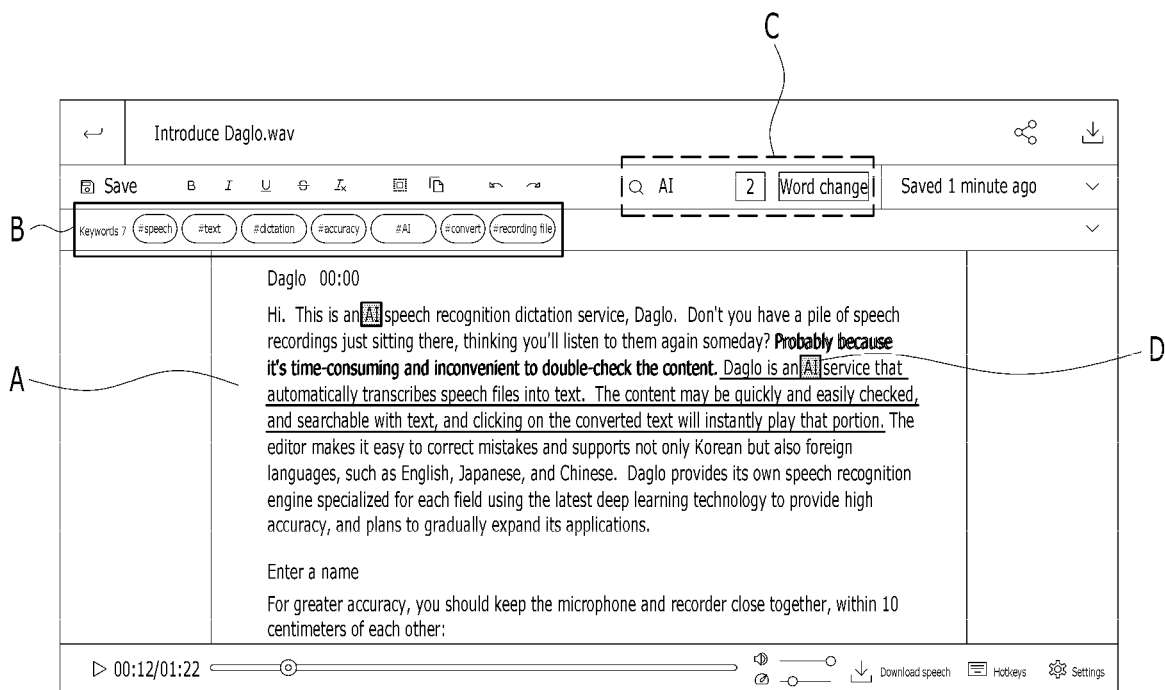 C
Introduce Daglo.wav
Save B I U S Ix AI 2 Word change Saved 1 minute ago
B
Keywords 7 #speech #text #dictation #accuracy #AI #convert #recording file
Daglo 00:00
Hi. This is an AI speech recognition dictation service, Daglo. Don't you have a pile of speech
recordings just sitting there, thinking you'll listen to them again someday? Probably because
it's time-consuming and inconvenient to double-check the content. Daglo is an AI service that
D
A
automatically transcribes speech files into text. The content may be quickly and easily checked,
and searchable with text, and clicking on the converted text will instantly play that portion. The
editor makes it easy to correct mistakes and supports not only Korean but also foreign
languages, such as English, Japanese, and Chinese. Daglo provides its own speech recognition
engine specialized for each field using the latest deep learning technology to provide high
accuracy, and plans to gradually expand its applications.
Enter a name
For greater accuracy, you should keep the microphone and recorder close together, within 10
centimeters of each other:
00:12/01:22 Download speech Hotkeys Settings